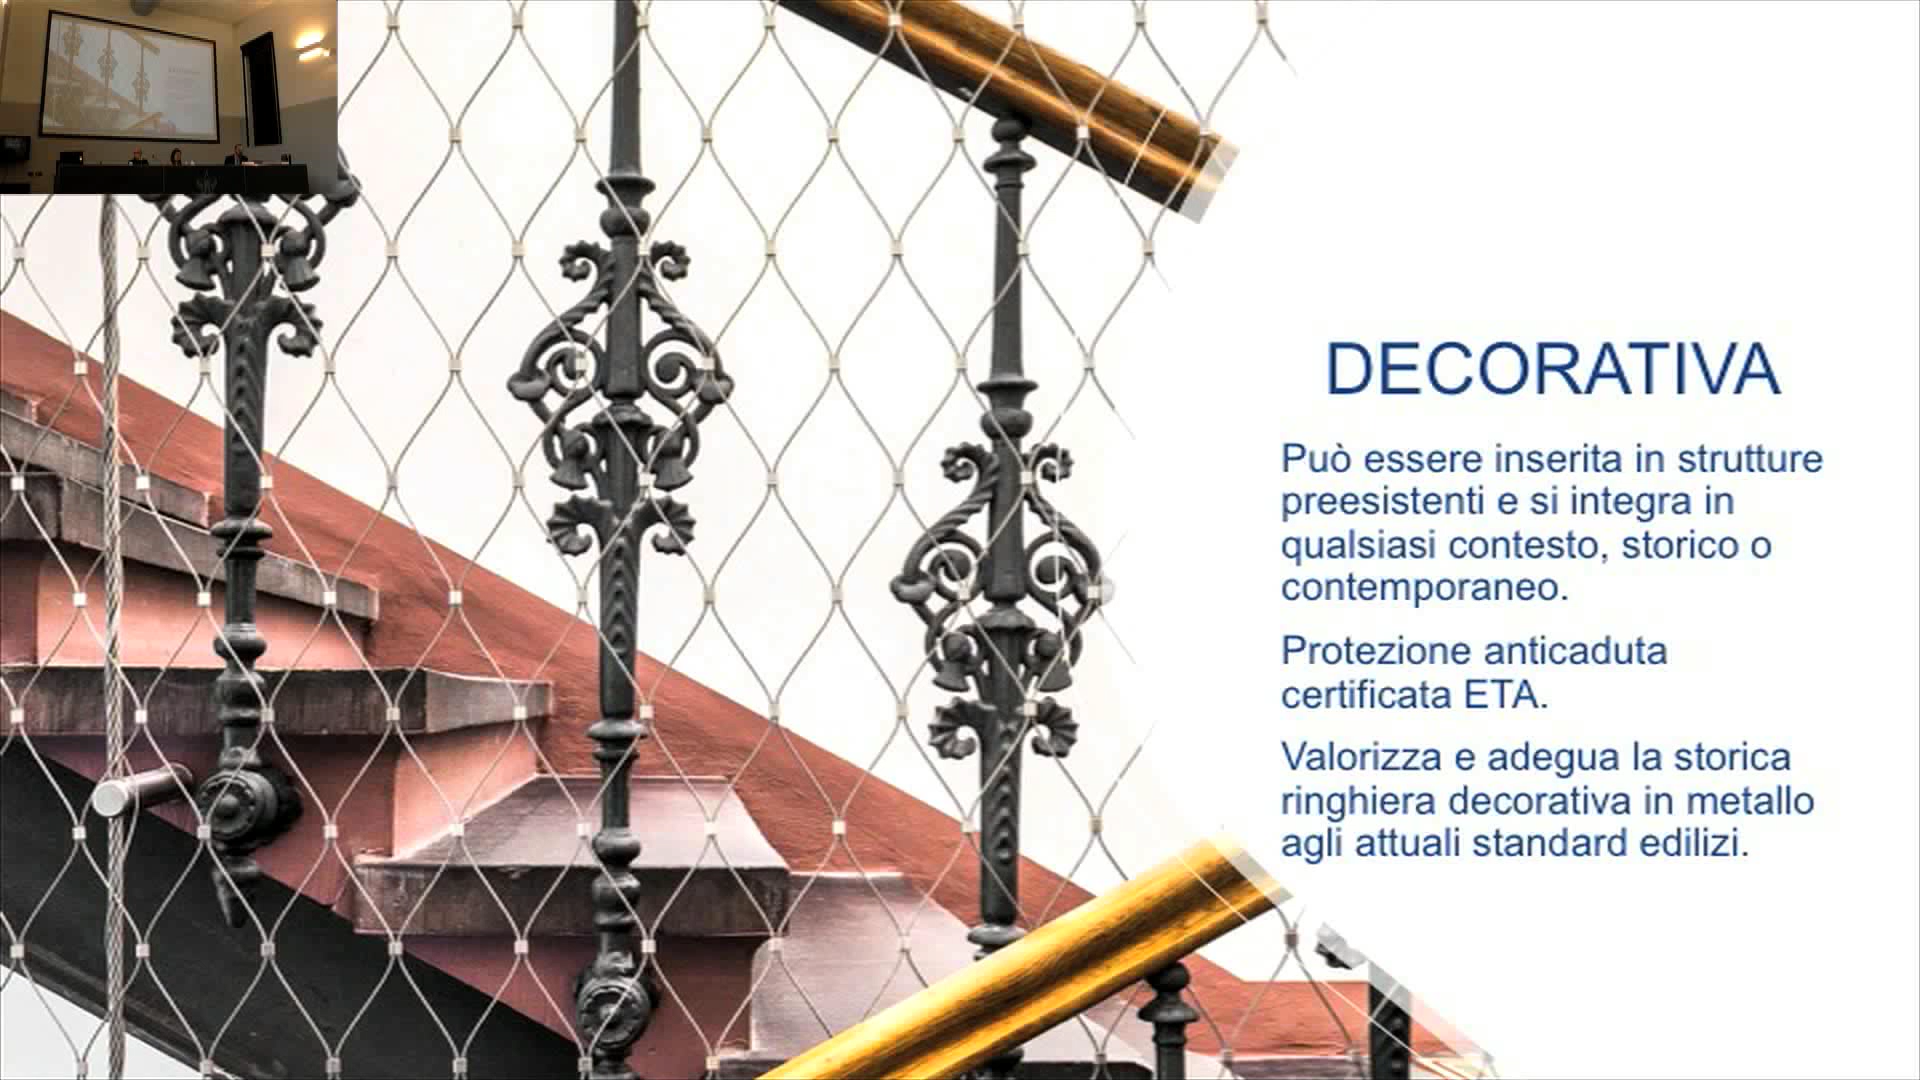 DECORATIVA
Può essere inserita in strutture
preesistenti e si integra in
qualsiasi contesto, storico o
contemporaneo.
Protezione anticaduta
certificata ETA.
Valorizza e adegua la storica
ringhiera decorativa in metallo
agli attuali standard edilizi.